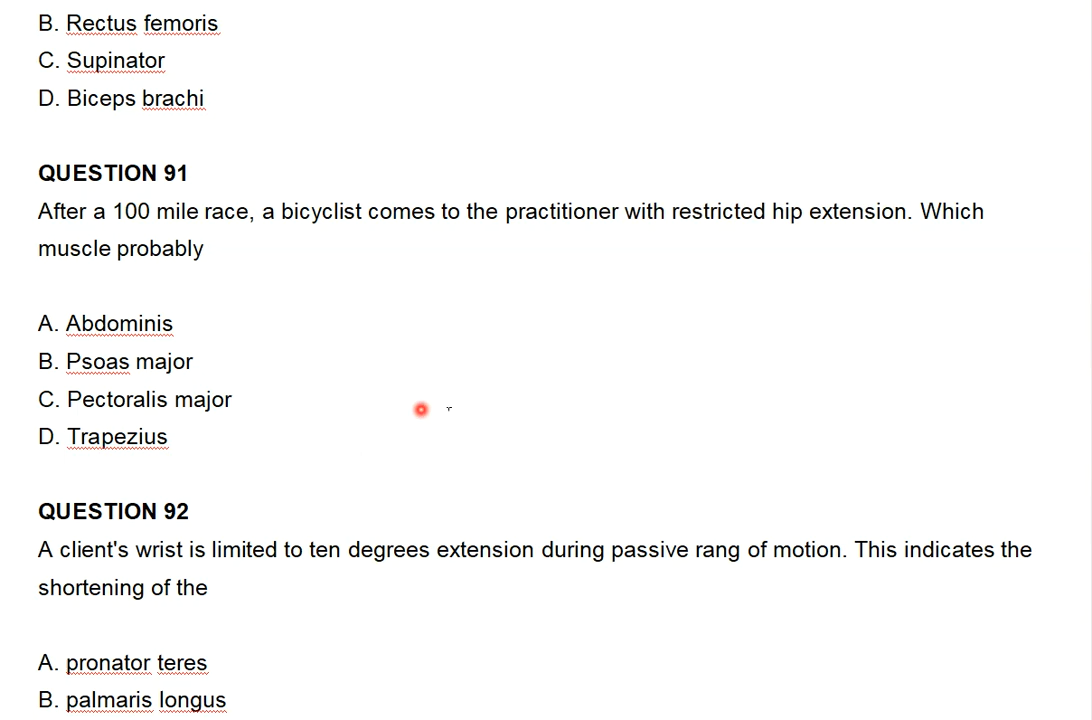 B. Rectus femoris
C. Supinator
D. Biceps brachi
QUESTION 91
After a 100 mile race, a bicyclist comes to the practitioner with restricted hip extension. Which
muscle probably
A. Abdominis
B. Psoas major
C. Pectoralis major
D. Trapezius
QUESTION 92
A client's wrist is limited to ten degrees extension during passive rang of motion. This indicates the
shortening of the
A. pronator teres
B. palmaris longus